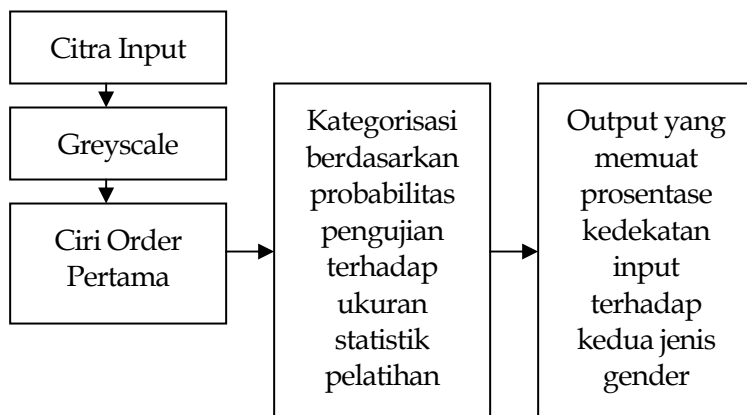 Citra Input
Greyscale
Ciri Order
Pertama
Kategorisasi
berdasarkan
probabilitas
pengujian
terhadap
ukuran
statistik
pelatihan
Output yang
memuat
prosentase
kedekatan
input
terhadap
kedua jenis
gender